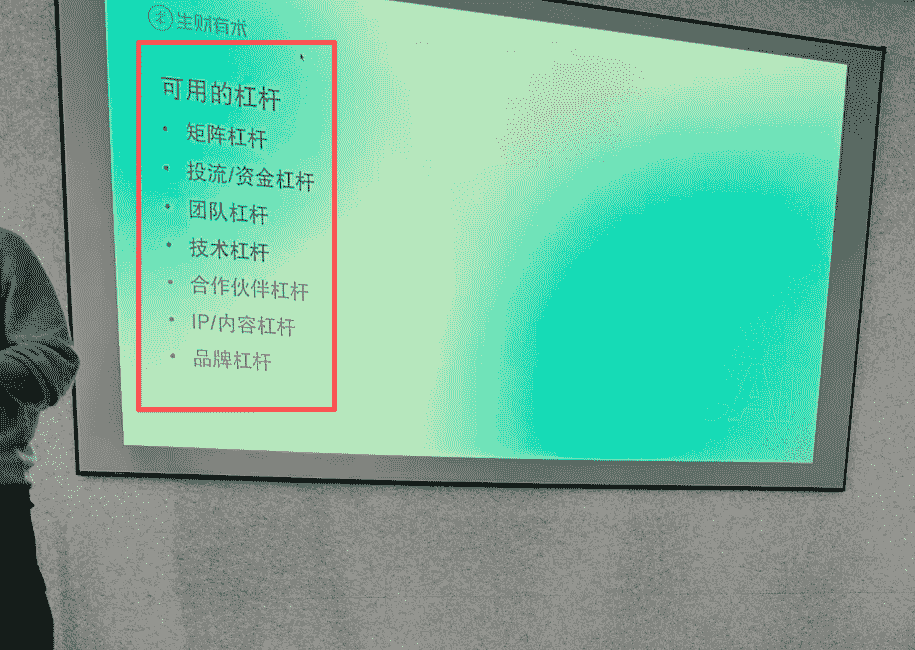 生财有术
可用的杠杆
• 矩阵杠杆
• 投流/资金杠杆
• 团队杠杆
• 技术杠杆
• 合作伙伴杠杆
• IP/内容杠杆
• 品牌杠杆